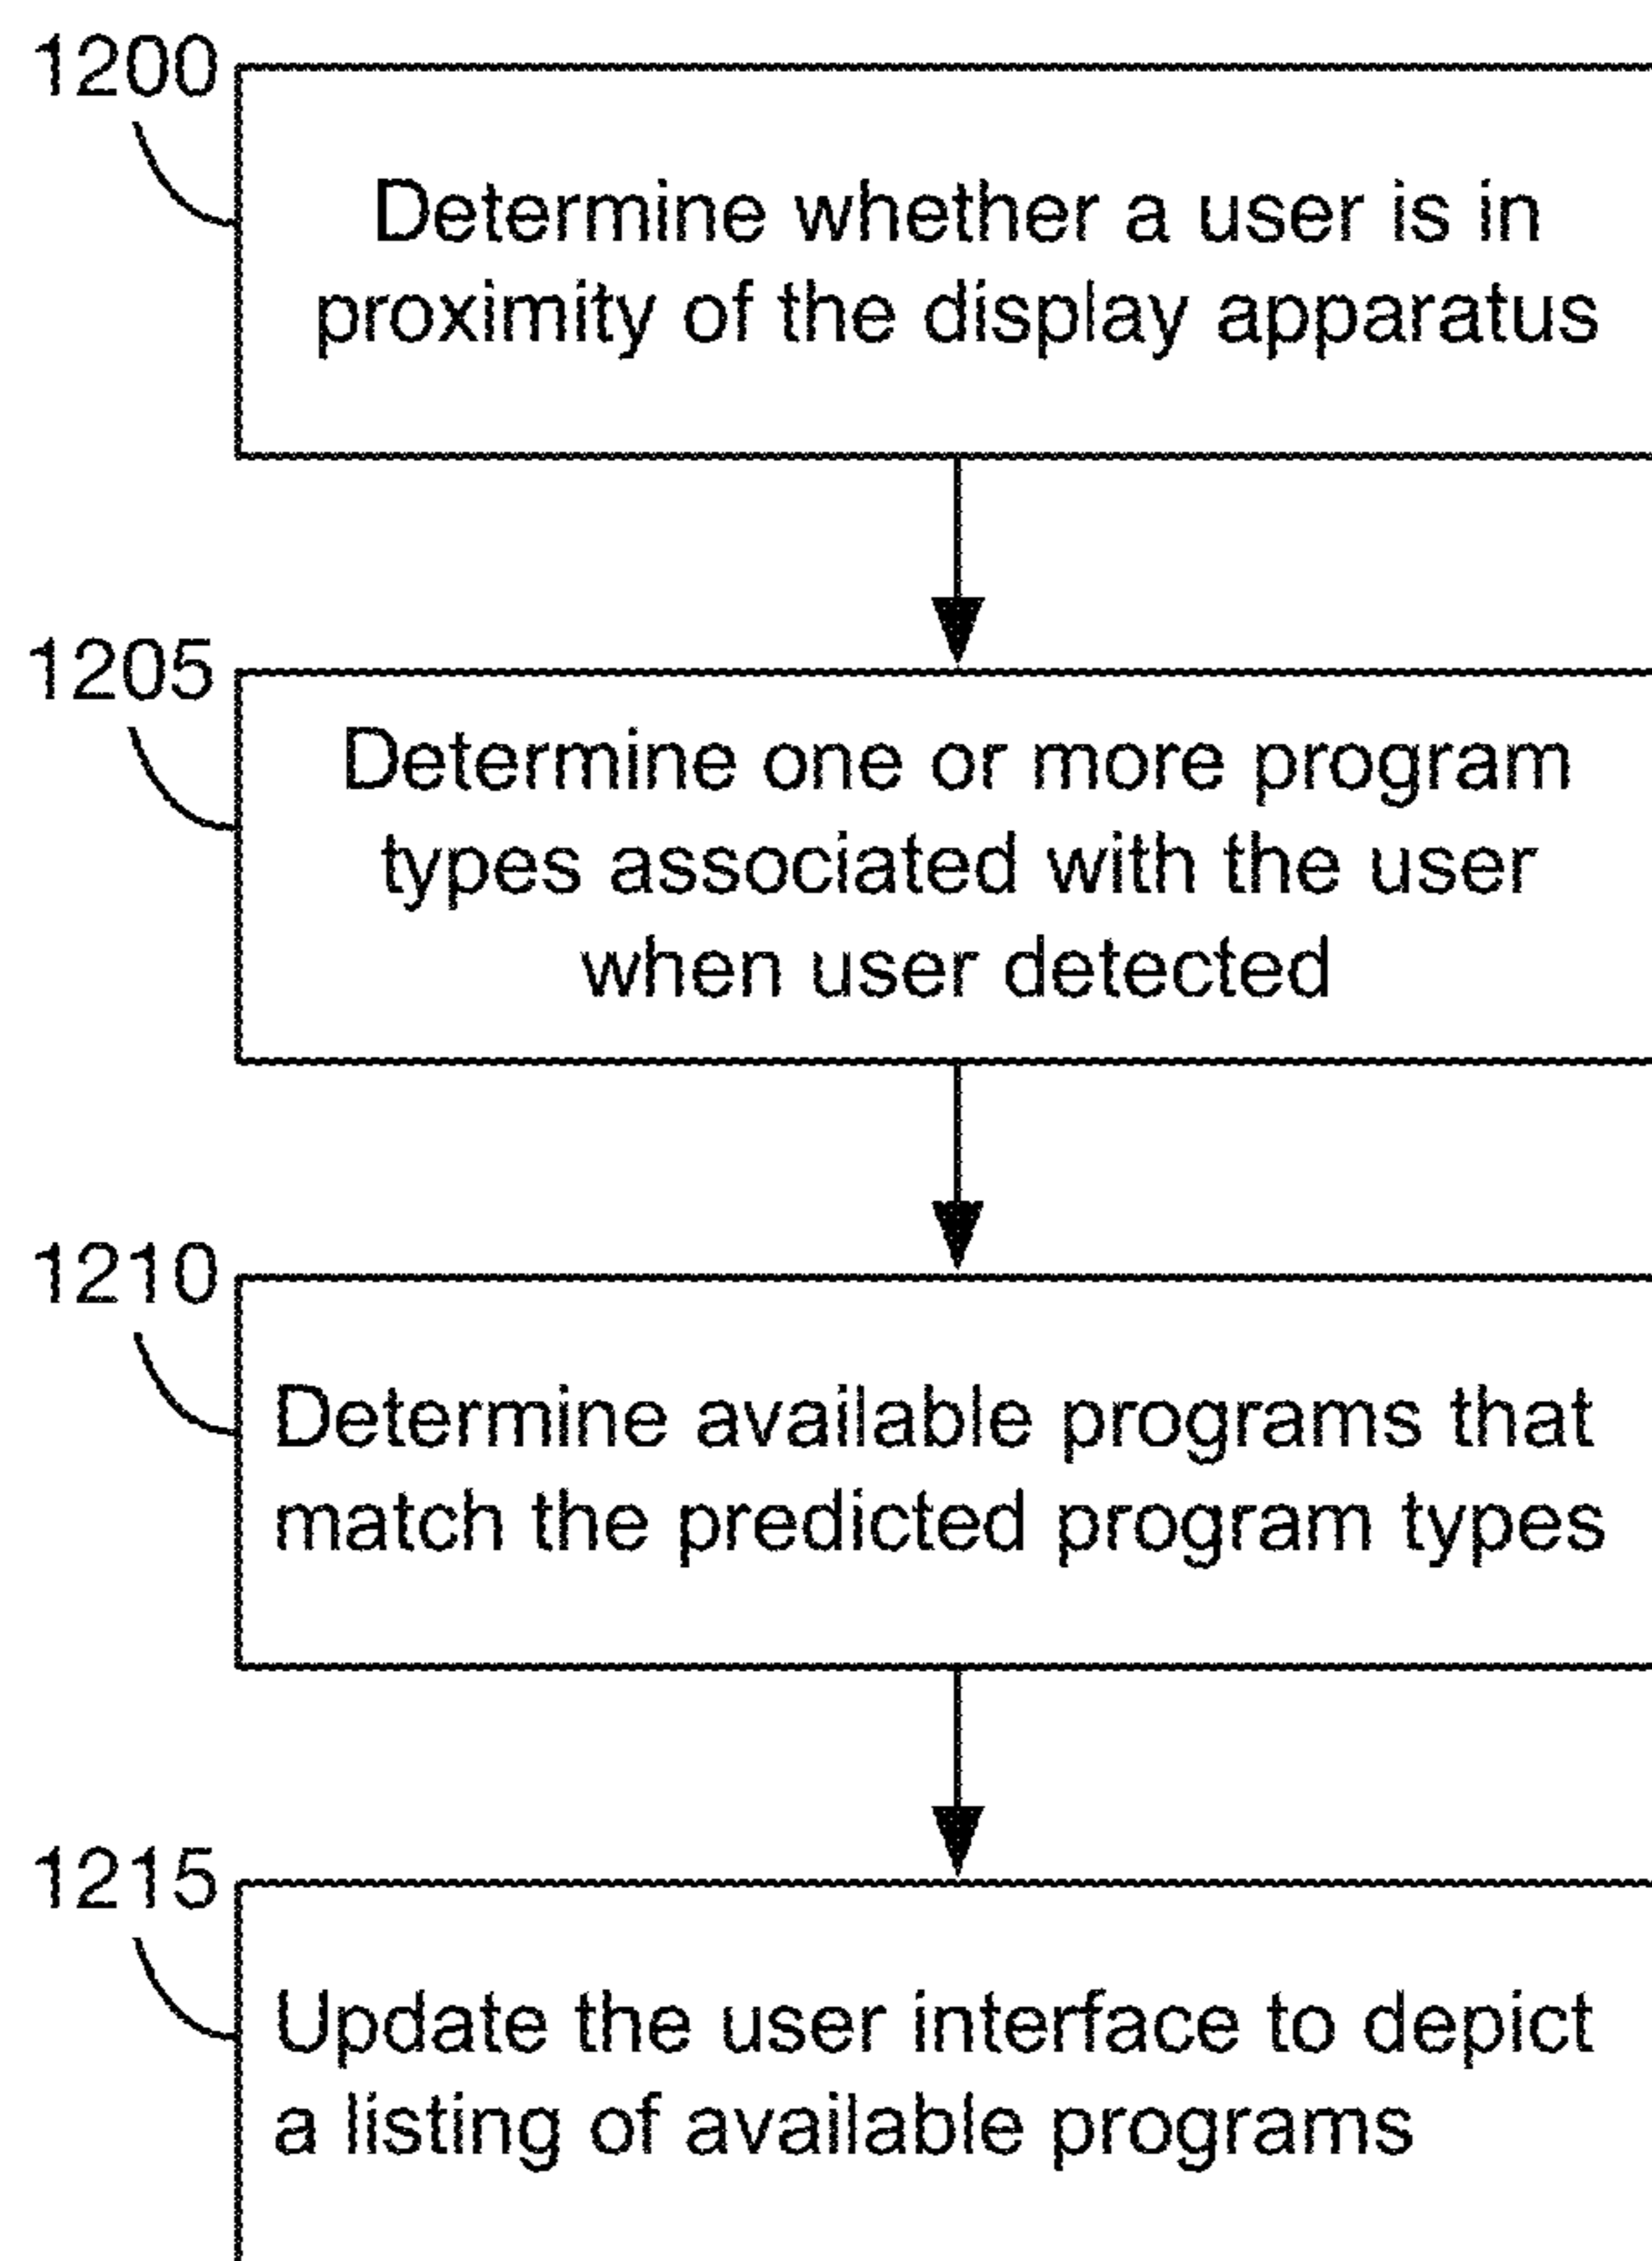 1200
Determine whether a user is in
proximity of the display apparatus
1205
Determine one or more program
types associated with the user
when user detected
1210
Determine available programs that
match the predicted program types
1215
Update the user interface to depict
a listing of available programs